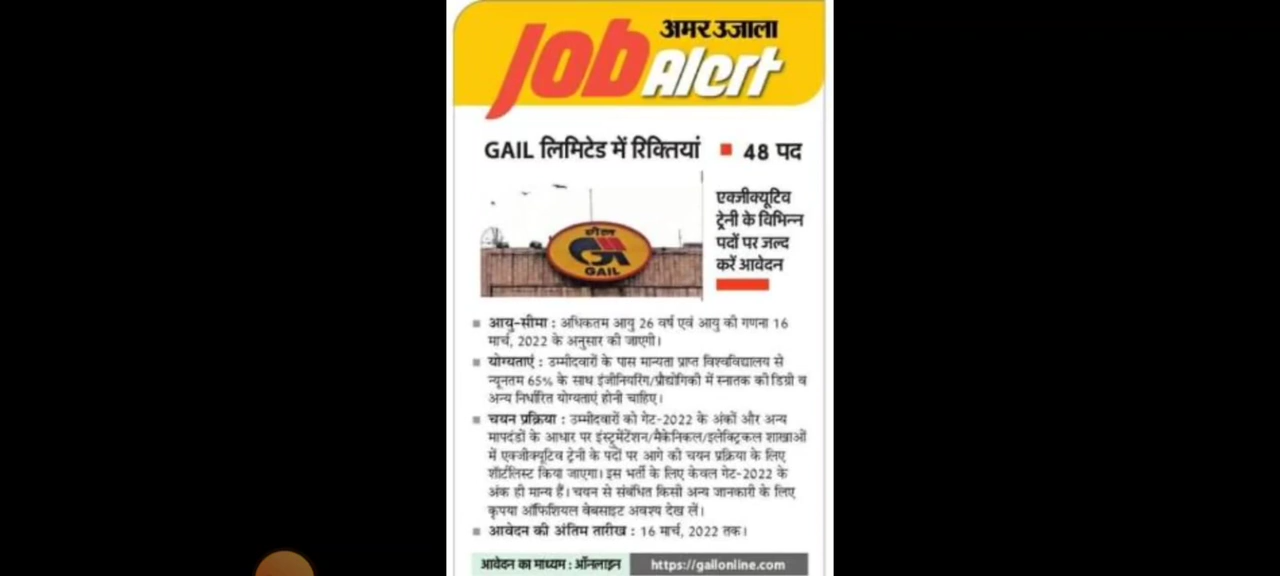 अमर उजाला
Job Alert
GAIL लिमिटेड में रिक्तियां ■ 48 पद
एक्जीक्यूटिव
ट्रेनी के विभिन्न
पदों पर जल्द
करें आवेदन
गेल
GAIL
■ आयु-सीमा : अधिकतम आयु 26 वर्ष एवं आयु की गणना 16
मार्च, 2022 के अनुसार की जाएगी।
■ योग्यताएं : उम्मीदवारों के पास मान्यता प्राप्त विश्वविद्यालय से
न्यूनतम 65% के साथ इंजीनियरिंग/प्रौद्योगिकी में स्नातक की डिग्री व
अन्य निर्धारित योग्यताएं होनी चाहिए।
■ चयन प्रक्रिया : उम्मीदवारों को गेट-2022 के अंकों और अन्य
मापदंडों के आधार पर इंस्ट्रूमेंटेशन/मैकेनिकल/इलेक्ट्रिकल शाखाओं
में एक्जीक्यूटिव ट्रेनी के पदों पर आगे की चयन प्रक्रिया के लिए
शॉर्टलिस्ट किया जाएगा। इस भर्ती के लिए केवल गेट-2022 के
अंक ही मान्य हैं। चयन से संबंधित किसी अन्य जानकारी के लिए
कृपया ऑफिशियल वेबसाइट अवश्य देख लें।
■ आवेदन की अंतिम तारीख : 16 मार्च, 2022 तक।
आवेदन का माध्यम : ऑनलाइन https://gailonline.com